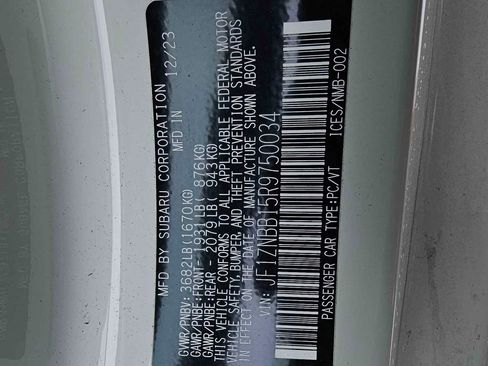 MFD BY SUBARU CORPORATION 12/23
MFD IN
GVWR/PNBV: 3682LB(1670KG)
GAWR/PNBE:FRONT- 1931LB( 876KG)
GAWR/PNBE:REAR - 2079LB( 943KG)
THIS VEHICLE CONFORMS TO ALL APPLICABLE FEDERAL MOTOR
VEHICLE SAFETY, BUMPER, AND THEFT PREVENTION STANDARDS
IN EFFECT ON THE DATE OF MANUFACTURE SHOWN ABOVE.
VIN: JF1ZNBB15R9750034
PASSENGER CAR TYPE:PC/VT ICES/NMB-002